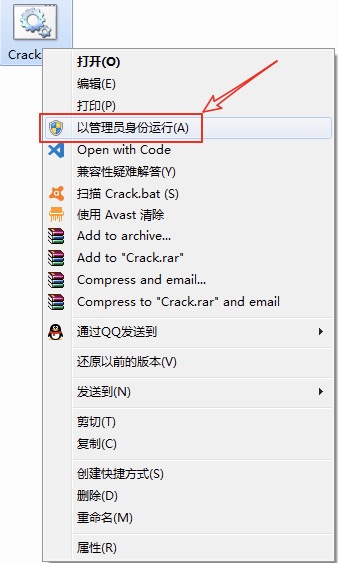 Crack
打开(O)
编辑(E)
打印(P)
以管理员身份运行(A)
Open with Code
兼容性疑难解答(Y)
扫描 Crack.bat (S)
使用 Avast 清除
Add to archive...
Add to "Crack.rar"
Compress and email...
Compress to "Crack.rar" and email
通过QQ发送到
还原以前的版本(V)
发送到(N)
剪切(T)
复制(C)
创建快捷方式(S)
删除(D)
重命名(M)
属性(R)